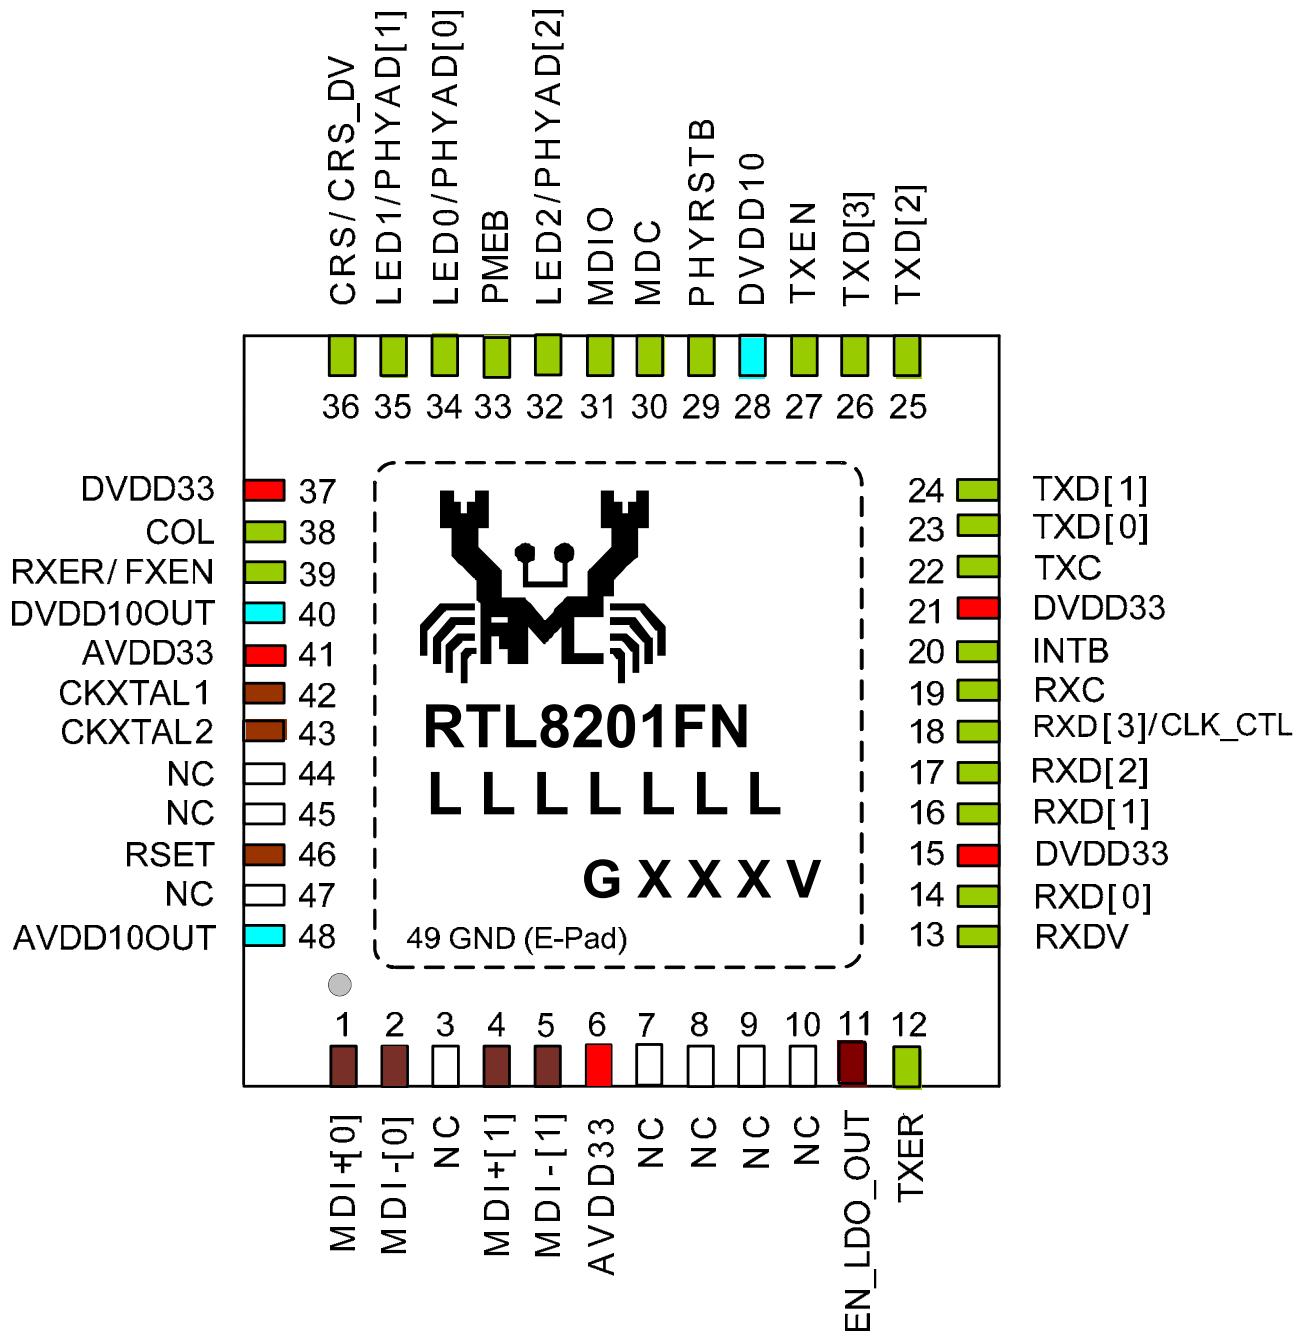 CRS/CRS_DV
LED1/PHYAD[1]
LED0/PHYAD[0]
PMEB
LED2/PHYAD[2]
MDIO
MDC
PHYRSTB
DVDD10
TXEN
TXD[3]
TXD[2]
36 35 34 33 32 31 30 29 28 27 26 25
DVDD33 37
COL 38
RXER/FXEN 39
DVDD10OUT 40
AVDD33 41
CKXTAL1 42
CKXTAL2 43
NC 44
NC 45
RSET 46
NC 47
AVDD10OUT 48
RTL8201FN
L L L L L L L
G X X X V
49 GND (E-Pad)
24 TXD[1]
23 TXD[0]
22 TXC
21 DVDD33
20 INTB
19 RXC
18 RXD[3]/CLK_CTL
17 RXD[2]
16 RXD[1]
15 DVDD33
14 RXD[0]
13 RXDV
1 2 3 4 5 6 7 8 9 10 11 12
MDI+[0]
MDI-[0]
NC
MDI+[1]
MDI-[1]
AVDD33
NC
NC
NC
NC
EN_LDO_OUT
TXER